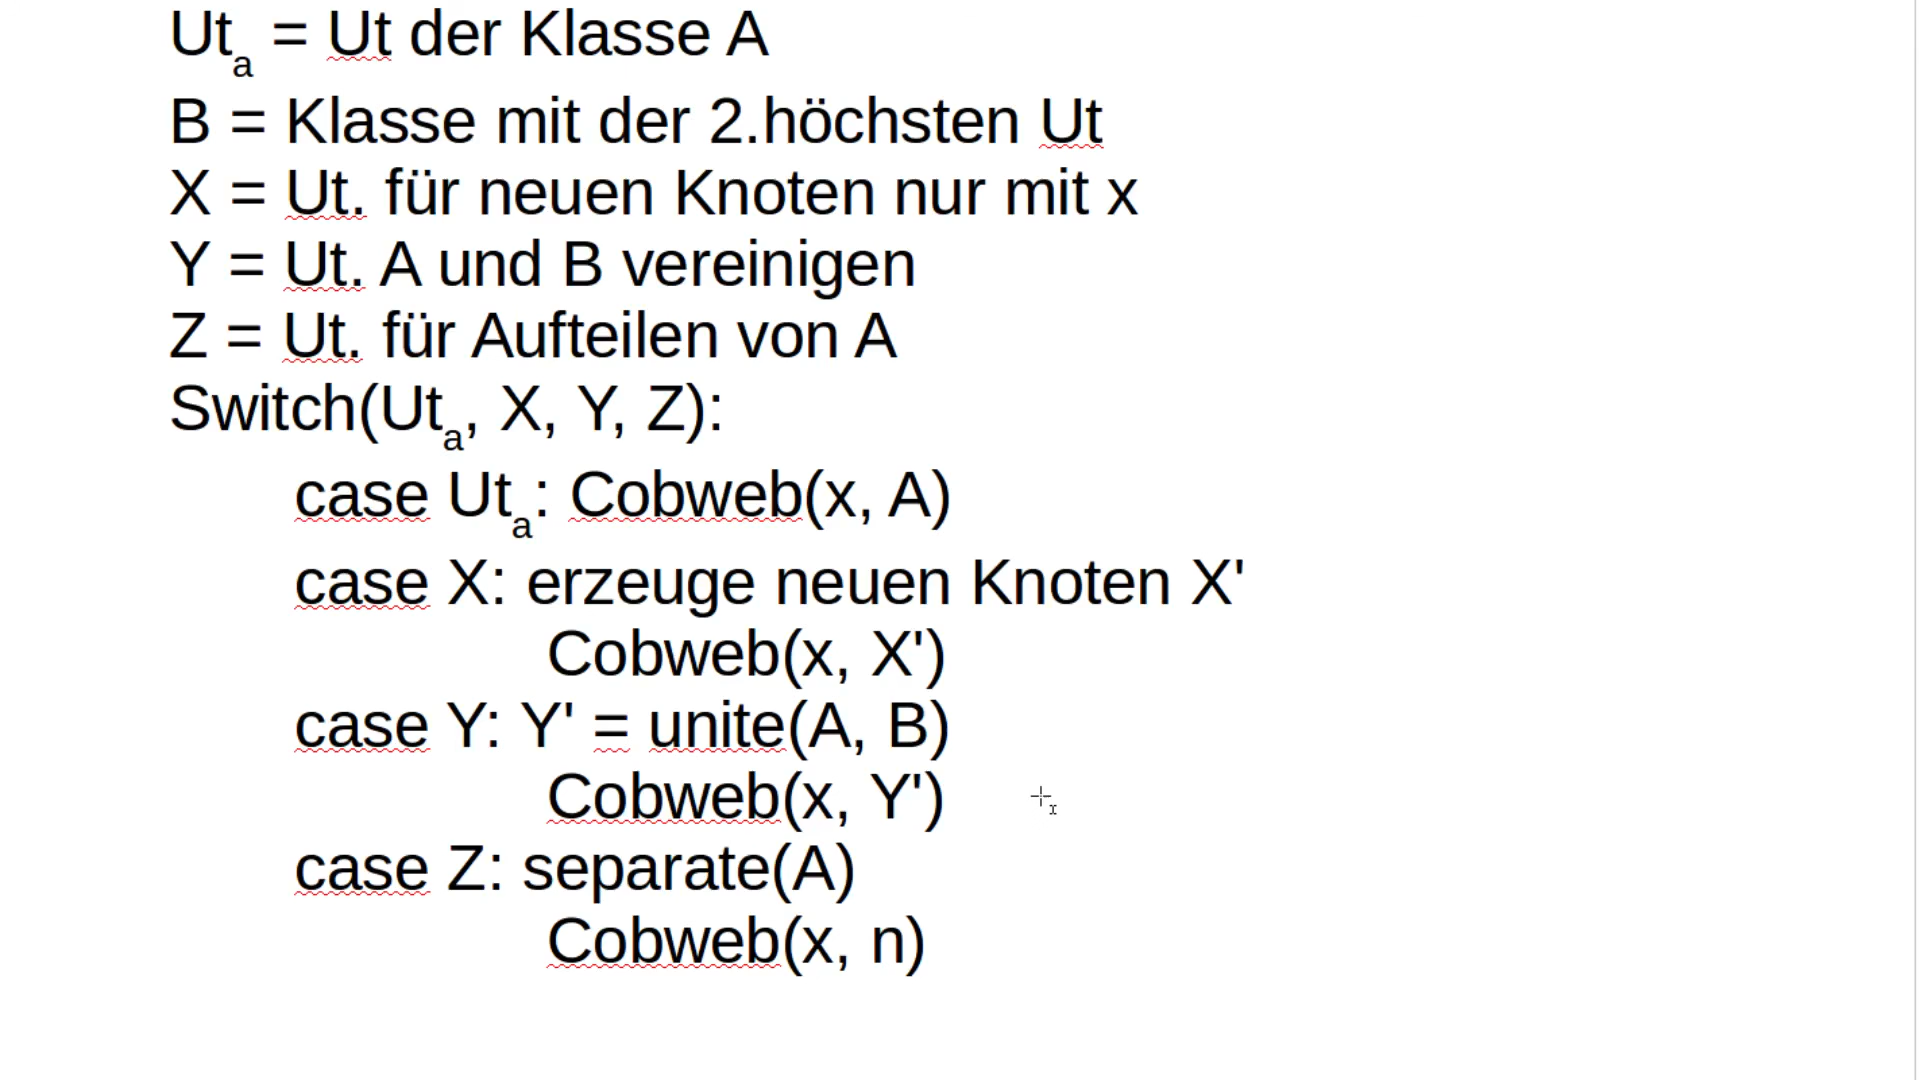 Uta = Ut der Klasse A
B = Klasse mit der 2.höchsten Ut
X = Ut. für neuen Knoten nur mit x
Y = Ut. A und B vereinigen
Z = Ut. für Aufteilen von A
Switch(Uta, X, Y, Z):
case Uta: Cobweb(x, A)
case X: erzeuge neuen Knoten X'
Cobweb(x, X')
case Y: Y' = unite(A, B)
Cobweb(x, Y')
case Z: separate(A)
Cobweb(x, n)